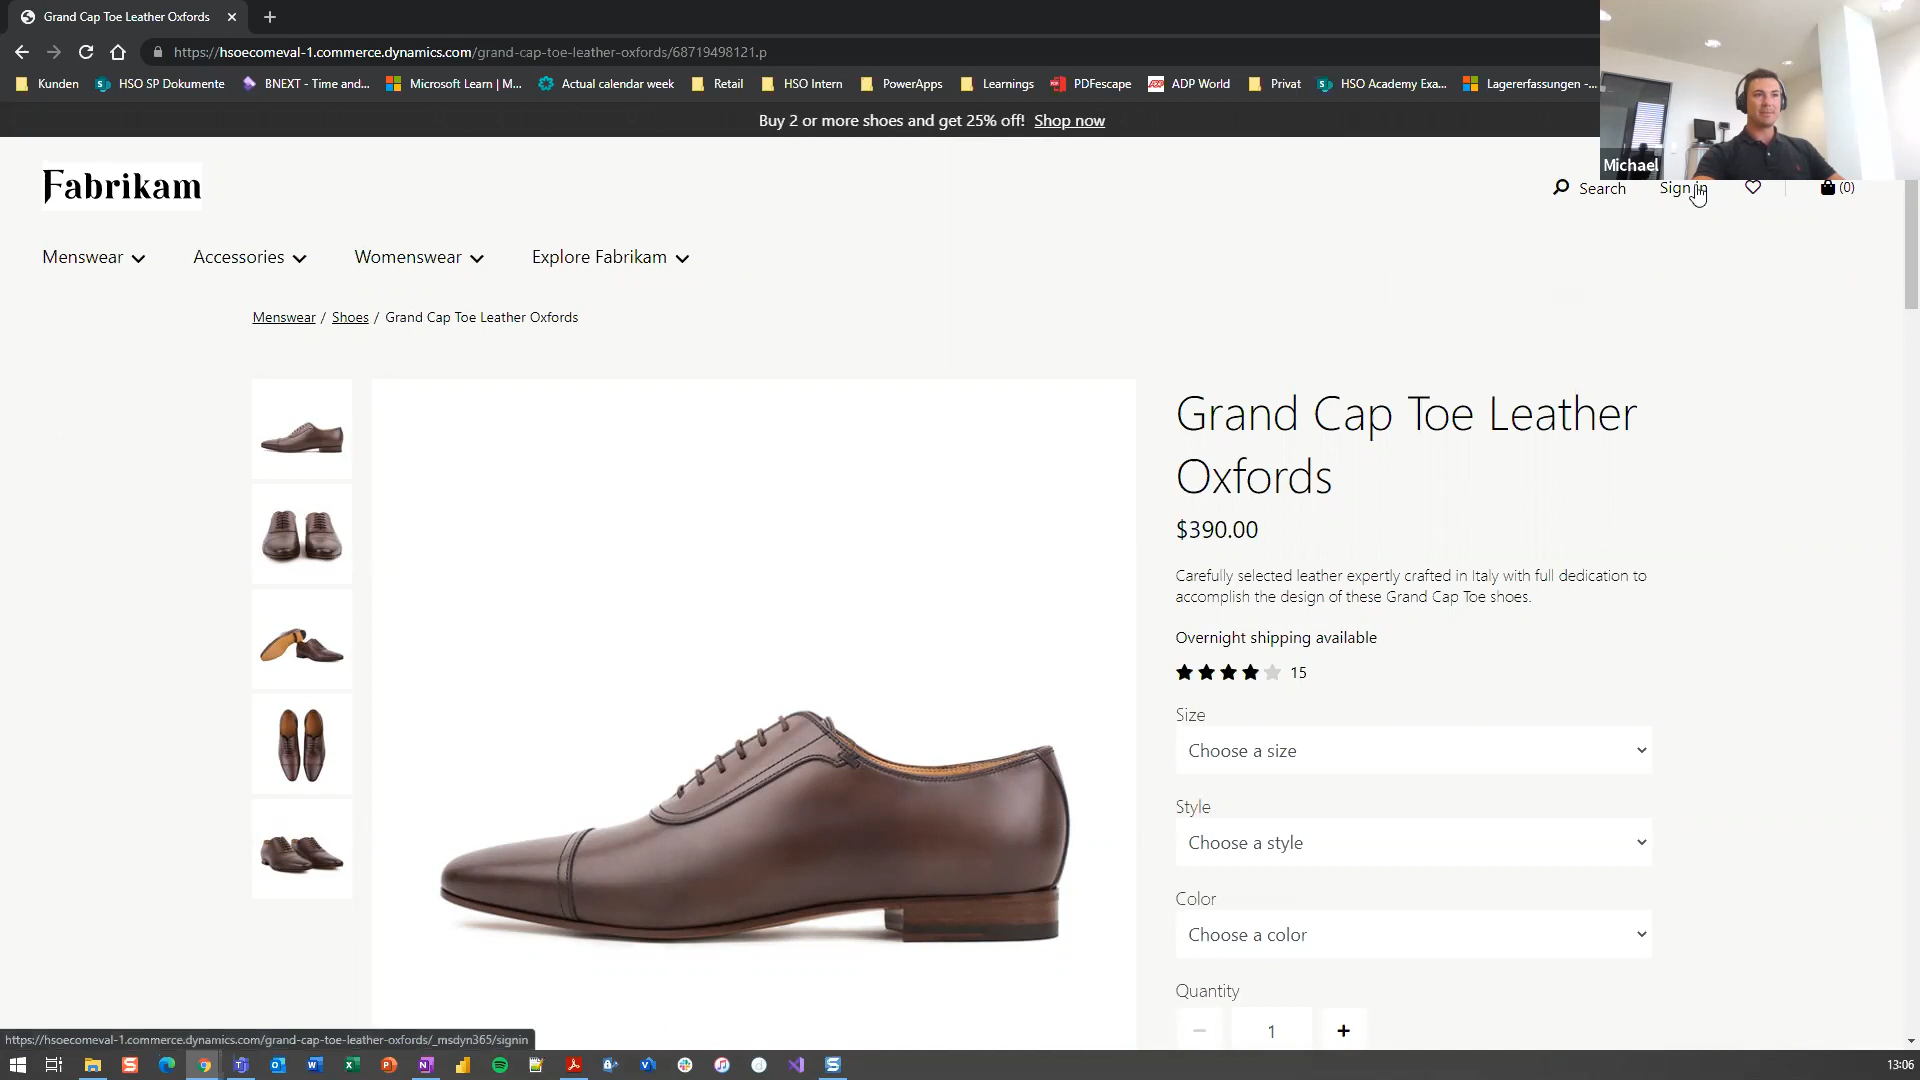 Grand Cap Toe Leather Oxfords
https://hsoecomeval-1.commerce.dynamics.com/grand-cap-toe-leather-oxfords/68719498121.p
Kunden HSO SP Dokumente BNEXT - Time and... Microsoft Learn | M... Actual calendar week Retail HSO Intern PowerApps Learnings PDFescape ADP World Privat HSO Academy Exa... Lagererfassungen -...
Buy 2 or more shoes and get 25% off! Shop now
Michael
Fabrikam
Search Sign in (0)
Menswear Accessories Womenswear Explore Fabrikam
Menswear / Shoes / Grand Cap Toe Leather Oxfords
Grand Cap Toe Leather
Oxfords
$390.00
Carefully selected leather expertly crafted in Italy with full dedication to
accomplish the design of these Grand Cap Toe shoes.
Overnight shipping available
15
Size
Choose a size
Style
Choose a style
Color
Choose a color
Quantity
1
https://hsoecomeval-1.commerce.dynamics.com/grand-cap-toe-leather-oxfords/_msdyn365/signin
13:06